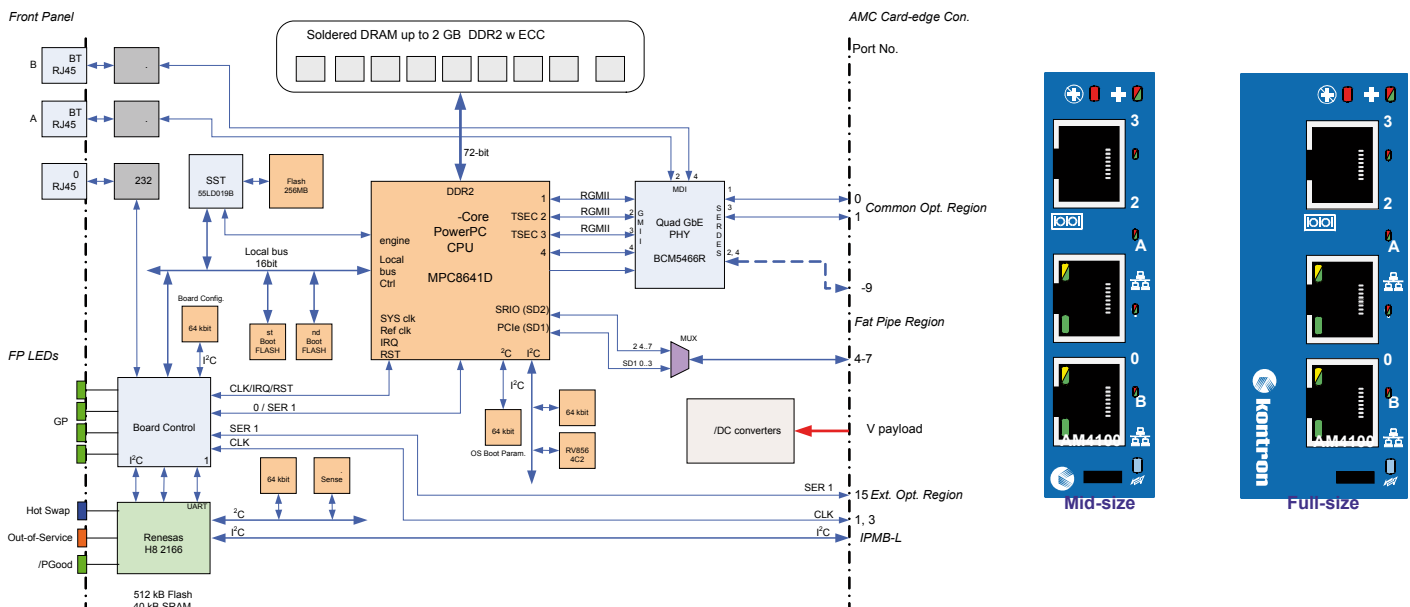 Front Panel
AMC Card-edge Con.
Port No.
Soldered DRAM up to 2 GB DDR2 w ECC
B
BT
RJ45
.
A
BT
RJ45
.
72-bit
0
RJ45
232
SST
55LD019B
Flash
256MB
DDR2
-Core
PowerPC
CPU
MPC8641D
engine
Local
bus
Ctrl
SYS clk
Ref clk
IRQ
RST
1
TSEC 2
TSEC 3
4
SRIO (SD2)
PCIe (SD1)
²C
I²C
RGMII
RGMII
RGMII
2 4
MDI
GMII
2
3
4
Quad GbE
PHY
BCM5466R
SERDES
1
3
2, 4
0
1
Common Opt. Region
-9
Fat Pipe Region
4-7
MUX
2 4..7
SD1 0..3
Local bus
16bit
Board Config.
64 kbit
I²C
st
Boot
FLASH
nd
Boot
FLASH
FP LEDs
GP
Board Control
I²C
1
CLK/IRQ/RST
0 / SER 1
SER 1
CLK
I²C
64 kbit
OS Boot Param.
64 kbit
RV856
4C2
/DC converters
V payload
64 kbit
.
Sense
SER 1
15 Ext. Opt. Region
CLK
1, 3
I²C
IPMB-L
Hot Swap
Out-of-Service
/PGood
UART
Renesas
H8 2166
²C
I²C
512 kB Flash
40 kB SRAM
3
2
A
0
B
AM4100
Mid-size
3
2
A
0
B
AM4100
kontron
Full-size